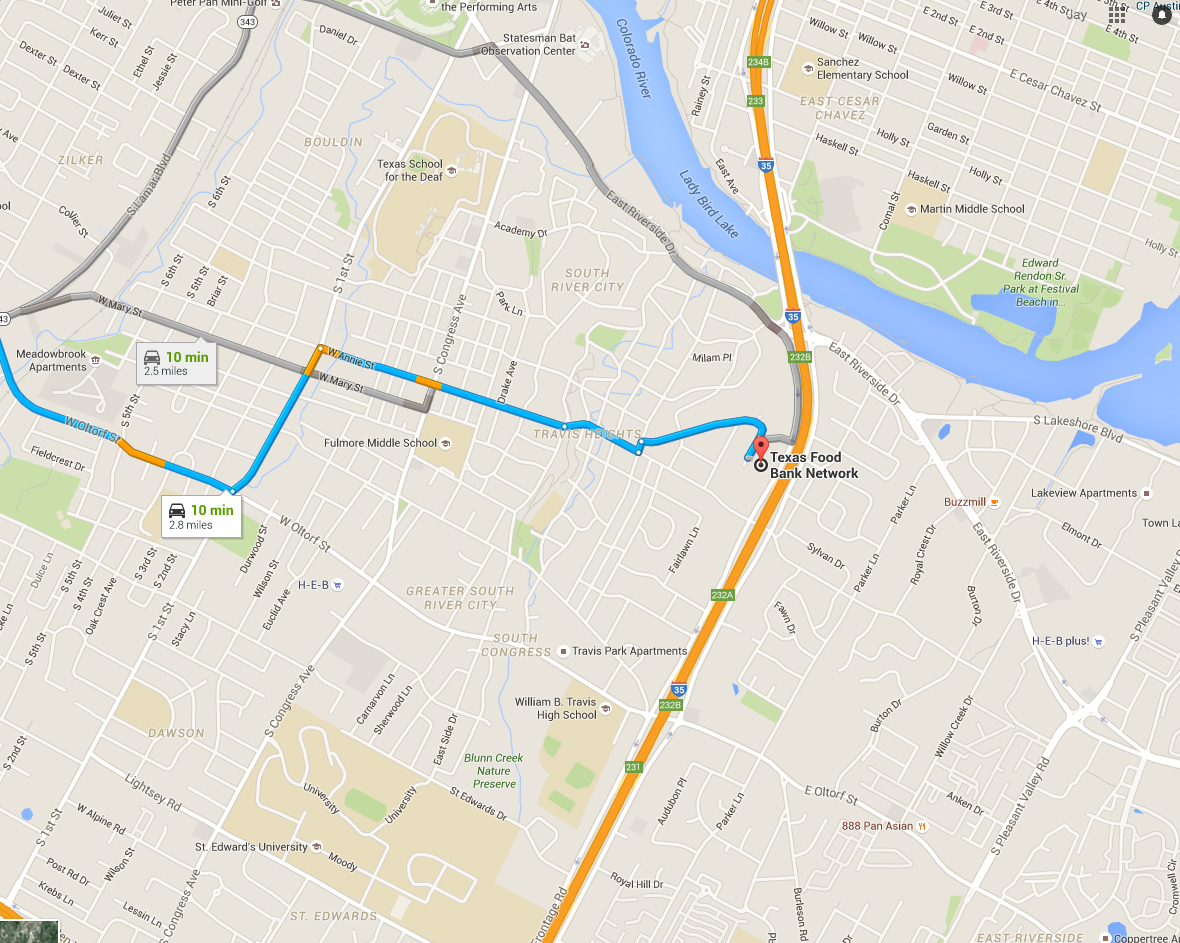 Peter Pan Mini-Golf
343
the Performing Arts
CP Austin
Jay
Juliet St
Kerr St
Dexter St
Dexter St
Ethel St
Jessie St
Daniel Dr
Statesman Bat
Observation Center
Colorado River
234B
233
Willow St
Willow St
E 2nd St
E 3rd St
E 4th St
E 4th St
E 2nd St
Sanchez
Elementary School
Willow St
E Cesar Chavez St
Rainey St
EAST CESAR
CHAVEZ
BOULDIN
ZILKER
Texas School
for the Deaf
35
Haskell St
Holly St
Garden St
Holly St
Haskell St
East Ave
Lady Bird Lake
S Lamar Blvd
S 6th St
Collier St
Comal St
Martin Middle School
East Riverside Dr
Academy Dr
Holly St
S 1st St
S 6th St
S 5th St
Briar St
SOUTH
RIVER CITY
Edward
Rendon Sr.
Park at Festival
Beach in...
Park Ln
S Congress Ave
W Mary St
35
43
Meadowbrook
Apartments
10 min
2.5 miles
W Annie St
W Mary St
Milam Pl
232B
East Riverside Dr
Drake Ave
S 5th St
W Oltorf St
Fieldcrest Dr
Fulmore Middle School
TRAVIS HEIGHTS
S Lakeshore Blvd
Texas Food
Bank Network
10 min
2.8 miles
Buzzmill
Lakeview Apartments
Parker Ln
Town La
Elmont Dr
W Oltorf St
Durwood St
Wilson St
Euclid Ave
H-E-B
Fairlawn Ln
Sylvan Dr
Parker Ln
Royal Crest Dr
East Riverside Dr
S Pleasant Valley R
Dulce Ln
S 5th St
S 4th St
Oak Crest Ave
S 3rd St
S 2nd St
S 1st St
Stacy Ln
S 5th St
GREATER SOUTH
RIVER CITY
232A
Fawn Dr
Burton Dr
H-E-B plus!
SOUTH
CONGRESS
Travis Park Apartments
35
232B
William B. Travis
High School
S Congress Ave
Carnarvon Ln
Sherwood Ln
East Side Dr
DAWSON
S 2nd St
Burton Dr
Willow Creek Dr
Blunn Creek
Nature
Preserve
231
Lightsey Rd
W Alpine Rd
University
University
St Edwards Dr
Audubon Pl
Parker Ln
E Oltorf St
Anken Dr
S Pleasant Valley Rd
888 Pan Asian
S 1st St
Post Rd Dr
Wilson St
St. Edward's University
Moody
Krebs Ln
Lessin Ln
S Congress Ave
ST. EDWARDS
Royal Hill Dr
Frontage Rd
Burleson Rd
Cromwell Cir
EAST RIVERSIDE
Coppertree A